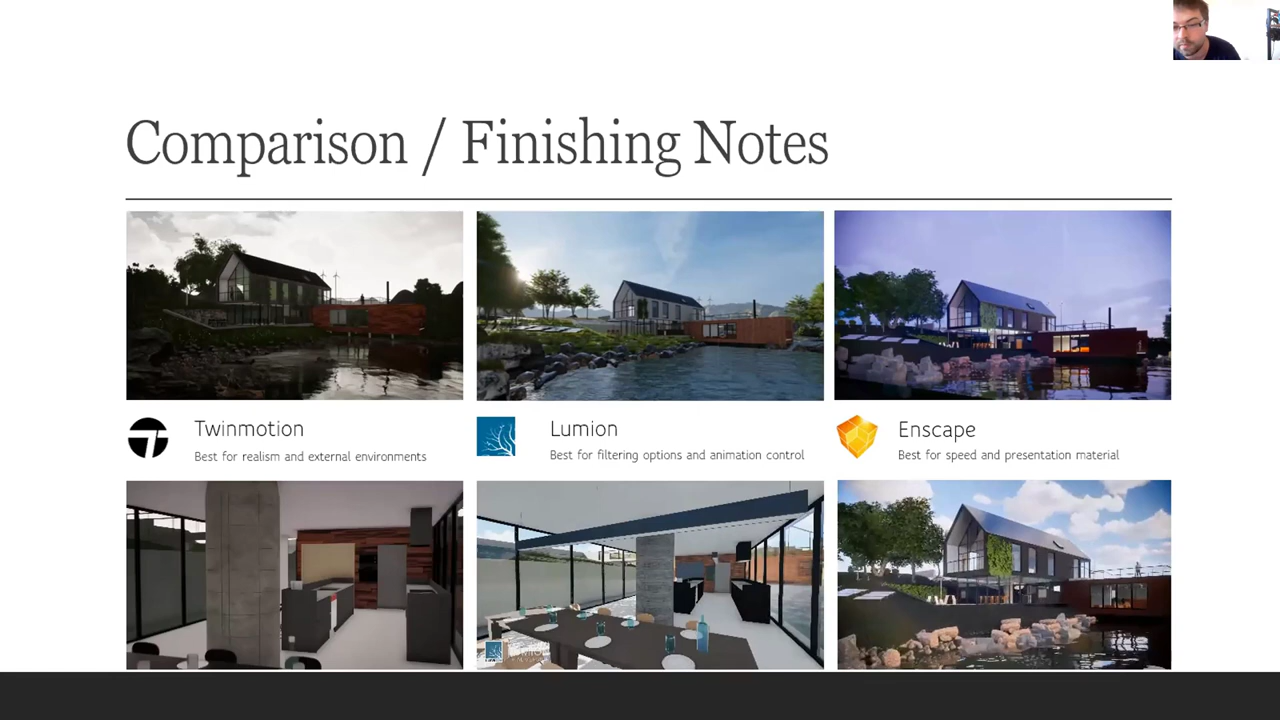 Comparison / Finishing Notes
Twinmotion
Best for realism and external environments
Lumion
Best for filtering options and animation control
Enscape
Best for speed and presentation material